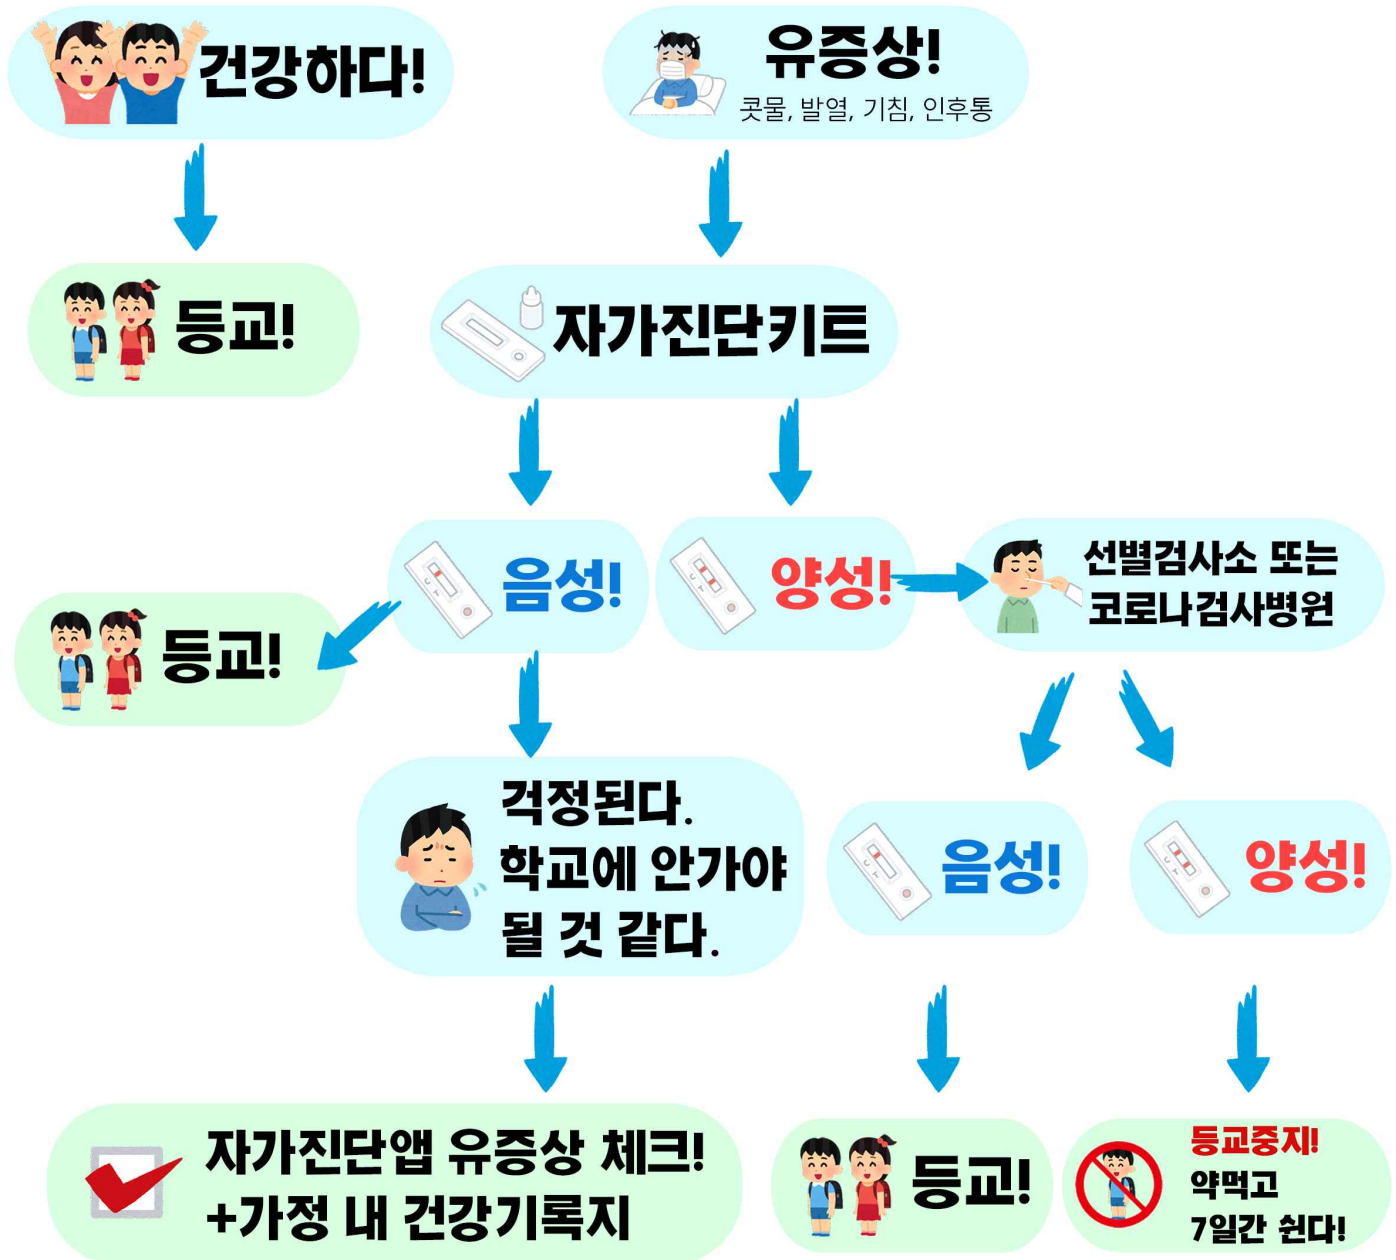 건강하다!
유증상!
콧물, 발열, 기침, 인후통
등교!
자가진단키트
음성!
양성!
선별검사소 또는
코로나검사병원
등교!
걱정된다.
학교에 안가야
될 것 같다.
음성!
양성!
자가진단앱 유증상 체크!
+가정 내 건강기록지
등교!
등교중지!
약먹고
7일간 쉰다!